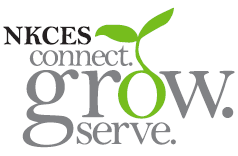 NKCES
connect.
grow.
serve.